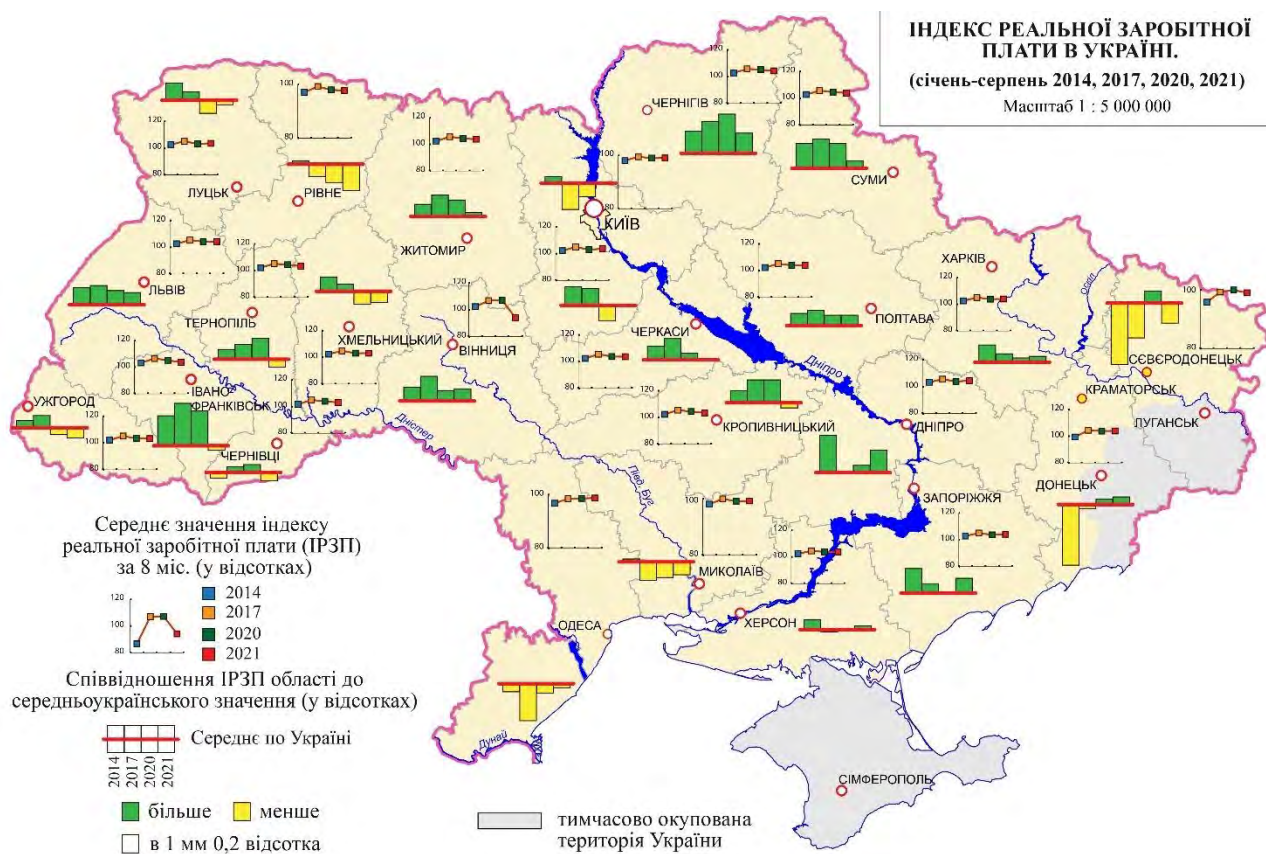 ІНДЕКС РЕАЛЬНОЇ ЗАРОБІТНОЇ
ПЛАТИ В УКРАЇНІ.
(січень-серпень 2014, 2017, 2020, 2021)
Масштаб 1 : 5 000 000
ЧЕРНІГІВ
СУМИ
ЛУЦЬК
РІВНЕ
КИЇВ
ЖИТОМИР
ХАРКІВ
Оскіл
ЛЬВІВ
ТЕРНОПІЛЬ
ХМЕЛЬНИЦЬКИЙ
ВІННИЦЯ
ЧЕРКАСИ
ПОЛТАВА
Дніпро
СЄВЄРОДОНЕЦЬК
КРАМАТОРСЬК
ІВАНО-
ФРАНКІВСЬК
УЖГОРОД
ЧЕРНІВЦІ
Дністер
КРОПИВНИЦЬКИЙ
ДНІПРО
ЛУГАНСЬК
ДОНЕЦЬК
Півд. Буг
ЗАПОРІЖЖЯ
МИКОЛАЇВ
ХЕРСОН
ОДЕСА
Дунай
СІМФЕРОПОЛЬ
Середнє значення індексу
реальної заробітної плати (ІРЗП)
за 8 міс. (у відсотках)
120
100
80
2014
2017
2020
2021
Співвідношення ІРЗП області до
середньоукраїнського значення (у відсотках)
Середнє по Україні
2014
2017
2020
2021
більше
менше
в 1 мм 0,2 відсотка
тимчасово окупована
територія України